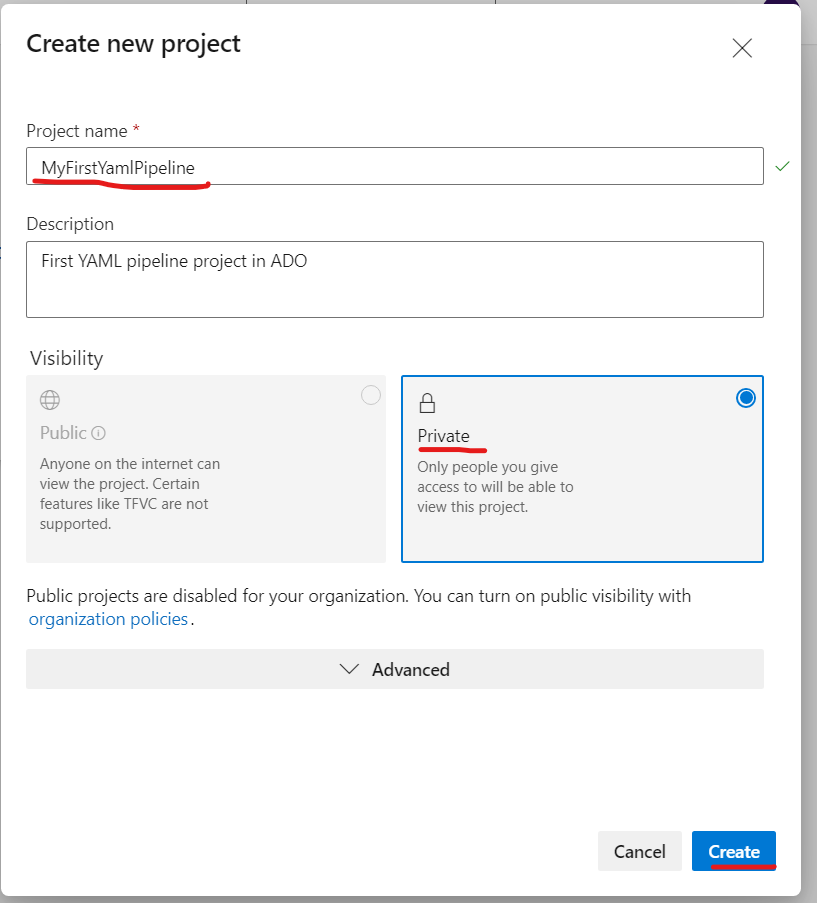 Create new project
Project name *
MyFirstYamlPipeline
Description
First YAML pipeline project in ADO
Visibility
Public
Anyone on the internet can
view the project. Certain
features like TFVC are not
supported.
Private
Only people you give
access to will be able to
view this project.
Public projects are disabled for your organization. You can turn on public visibility with
organization policies.
Advanced
Cancel
Create